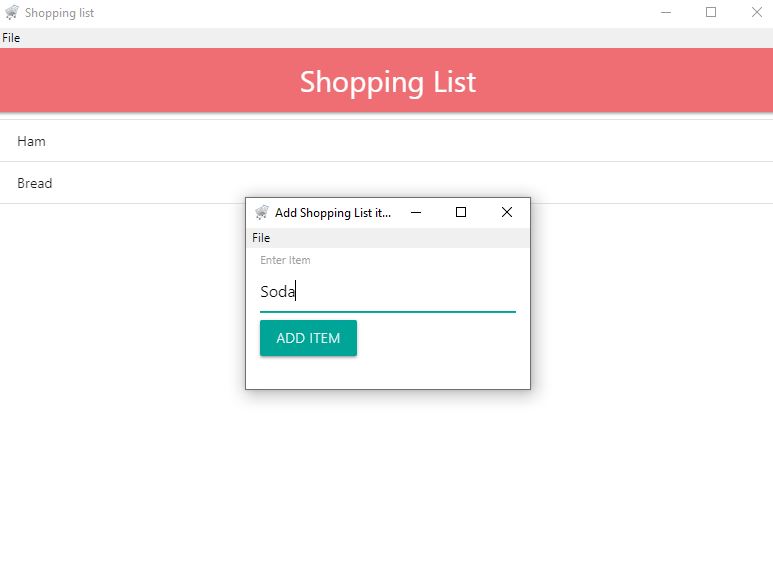 Shopping list
File
Shopping List
Ham
Bread
Add Shopping List it...
File
Enter Item
Soda
ADD ITEM